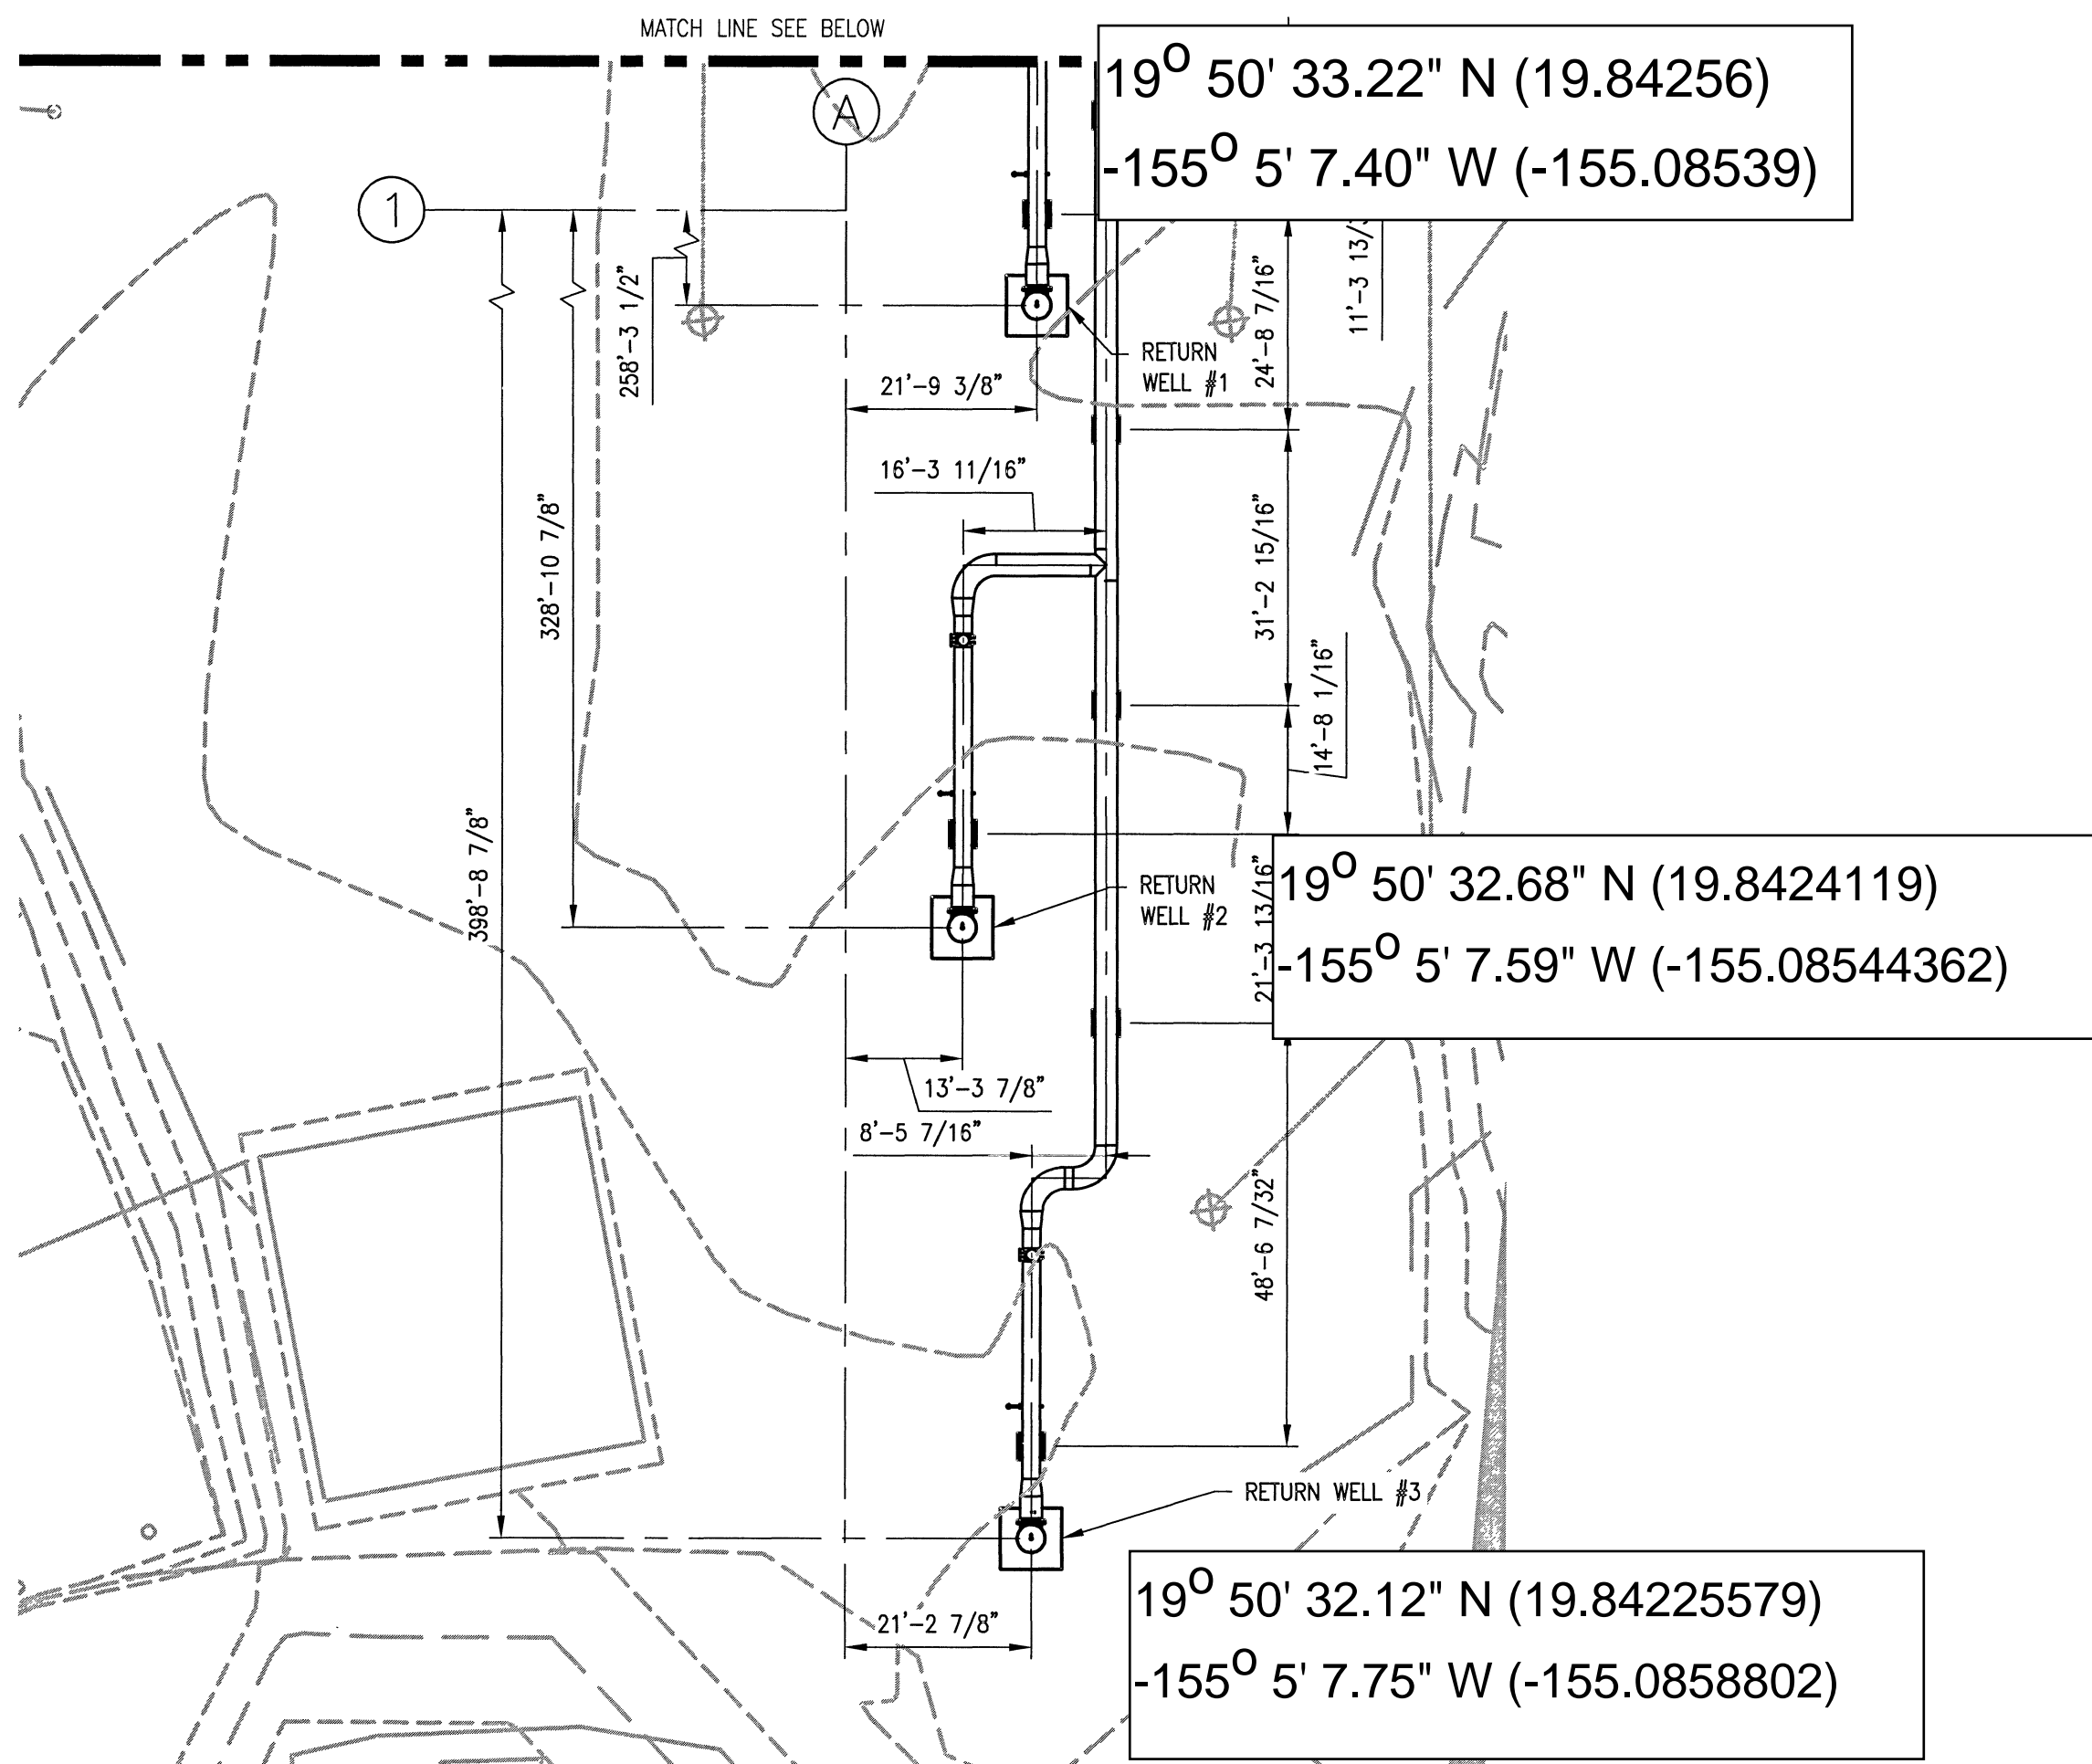 MATCH LINE SEE BELOW
19° 50' 33.22" N (19.84256)
-155° 5' 7.40" W (-155.08539)
A
1
258'-3 1/2"
24'-8 7/16"
11'-3 13/
RETURN
WELL #1
21'-9 3/8"
16'-3 11/16"
328'-10 7/8"
31'-2 15/16"
14'-8 1/16"
398'-8 7/8"
RETURN
WELL #2
21'-3 13/16"
19° 50' 32.68" N (19.8424119)
-155° 5' 7.59" W (-155.08544362)
13'-3 7/8"
8'-5 7/16"
48'-6 7/32"
RETURN WELL #3
19° 50' 32.12" N (19.84225579)
-155° 5' 7.75" W (-155.0858802)
21'-2 7/8"